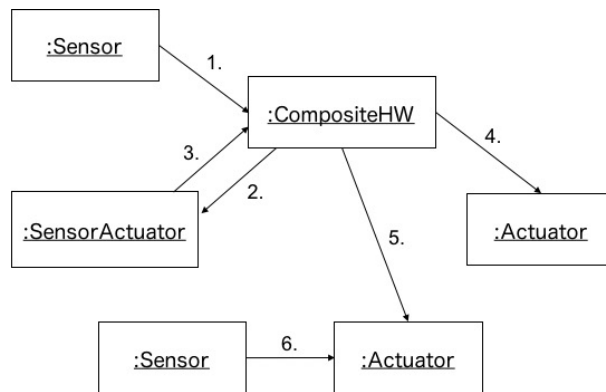 :Sensor
1.
:CompositeHW
3.
4.
2.
:SensorActuator
:Actuator
5.
:Sensor
6.
:Actuator